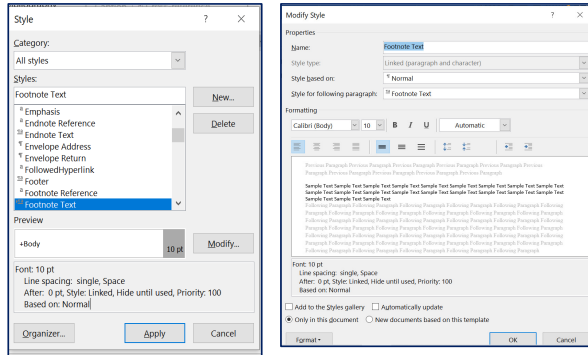 Style ? ×
Category:
All styles
Styles:
Footnote Text
New...
Emphasis
Endnote Reference
Endnote Text
Envelope Address
Envelope Return
FollowedHyperlink
Footer
Footnote Reference
Footnote Text
Delete
Preview
+Body
10 pt
Modify...
Font: 10 pt
Line spacing: single, Space
After: 0 pt, Style: Linked, Hide until used, Priority: 100
Based on: Normal
Organizer... Apply Cancel
Modify Style ? ×
Properties
Name: Footnote Text
Style type: Linked (paragraph and character)
Style based on: ¶ Normal
Style for following paragraph: Footnote Text
Formatting
Calibri (Body) 10 B I U Automatic
Previous Paragraph Previous Paragraph Previous Paragraph Previous Paragraph Previous Paragraph Previous
Paragraph Previous Paragraph Previous Paragraph Previous Paragraph Previous Paragraph
Sample Text Sample Text Sample Text Sample Text Sample Text Sample Text Sample Text Sample Text Sample Text
Sample Text Sample Text Sample Text Sample Text Sample Text Sample Text Sample Text Sample Text Sample Text
Sample Text Sample Text Sample Text
Following Paragraph Following Paragraph Following Paragraph Following Paragraph Following Paragraph Following
Paragraph Following Paragraph Following Paragraph Following Paragraph Following Paragraph Following
Paragraph Following Paragraph Following Paragraph Following Paragraph Following Paragraph Following
Paragraph Following Paragraph Following Paragraph Following Paragraph Following Paragraph Following
Paragraph Following Paragraph Following Paragraph Following Paragraph Following Paragraph Following
Paragraph Following Paragraph Following Paragraph Following Paragraph Following Paragraph Following
Font: 10 pt
Line spacing: single, Space
After: 0 pt, Style: Linked, Hide until used, Priority: 100
Based on: Normal
Add to the Styles gallery Automatically update
Only in this document New documents based on this template
Format OK Cancel